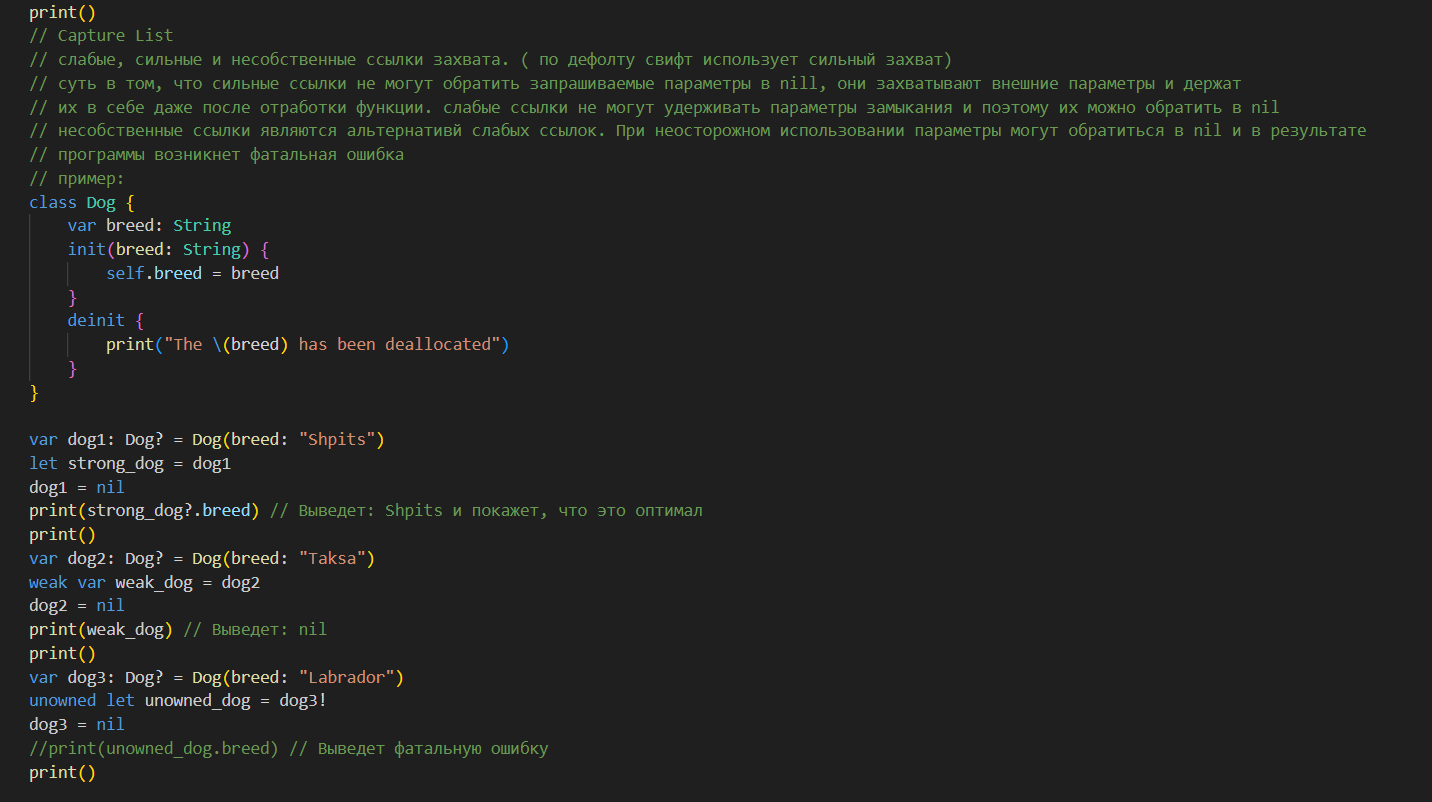 print()
// Capture List
// слабые, сильные и несобственные ссылки захвата. ( по дефолту свифт использует сильный захват)
// суть в том, что сильные ссылки не могут обратить запрашиваемые параметры в nill, они захватывают внешние параметры и держат
// их в себе даже после отработки функции. слабые ссылки не могут удерживать параметры замыкания и поэтому их можно обратить в nil
// несобственные ссылки являются альтернативй слабых ссылок. При неосторожном использовании параметры могут обратиться в nil и в результате
// программы возникнет фатальная ошибка
// пример:
class Dog {
    var breed: String
    init(breed: String) {
        self.breed = breed
    }
    deinit {
        print("The \(breed) has been deallocated")
    }
}
var dog1: Dog? = Dog(breed: "Shpits")
let strong_dog = dog1
dog1 = nil
print(strong_dog?.breed) // Выведет: Shpits и покажет, что это оптимал
print()
var dog2: Dog? = Dog(breed: "Taksa")
weak var weak_dog = dog2
dog2 = nil
print(weak_dog) // Выведет: nil
print()
var dog3: Dog? = Dog(breed: "Labrador")
unowned let unowned_dog = dog3!
dog3 = nil
//print(unowned_dog.breed) // Выведет фатальную ошибку
print()